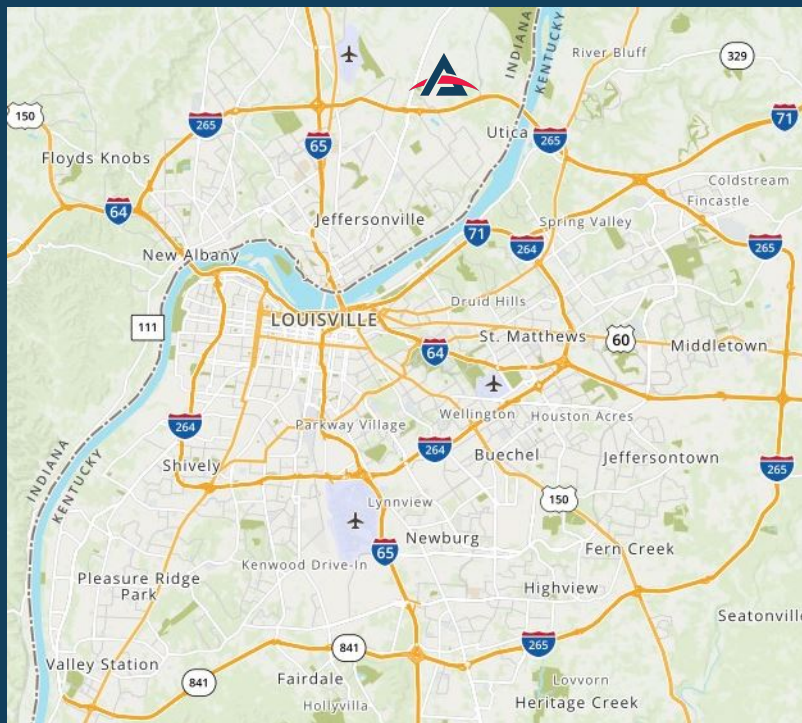 INDIANA
KENTUCKY
River Bluff
329
150
265
65
71
Utica
265
Floyds Knobs
Coldstream
Fincastle
64
Jeffersonville
71
Spring Valley
264
265
New Albany
Druid Hills
111
LOUISVILLE
St. Matthews
60
Middletown
64
Wellington
Houston Acres
Parkway Village
264
264
Buechel
Jeffersontown
Shively
265
INDIANA
KENTUCKY
Lynnview
150
Newburg
65
Fern Creek
Kenwood Drive-In
Pleasure Ridge
Park
Highview
Seatonville
841
265
Valley Station
841
Fairdale
Lovvorn
Hollyvilla
Heritage Creek